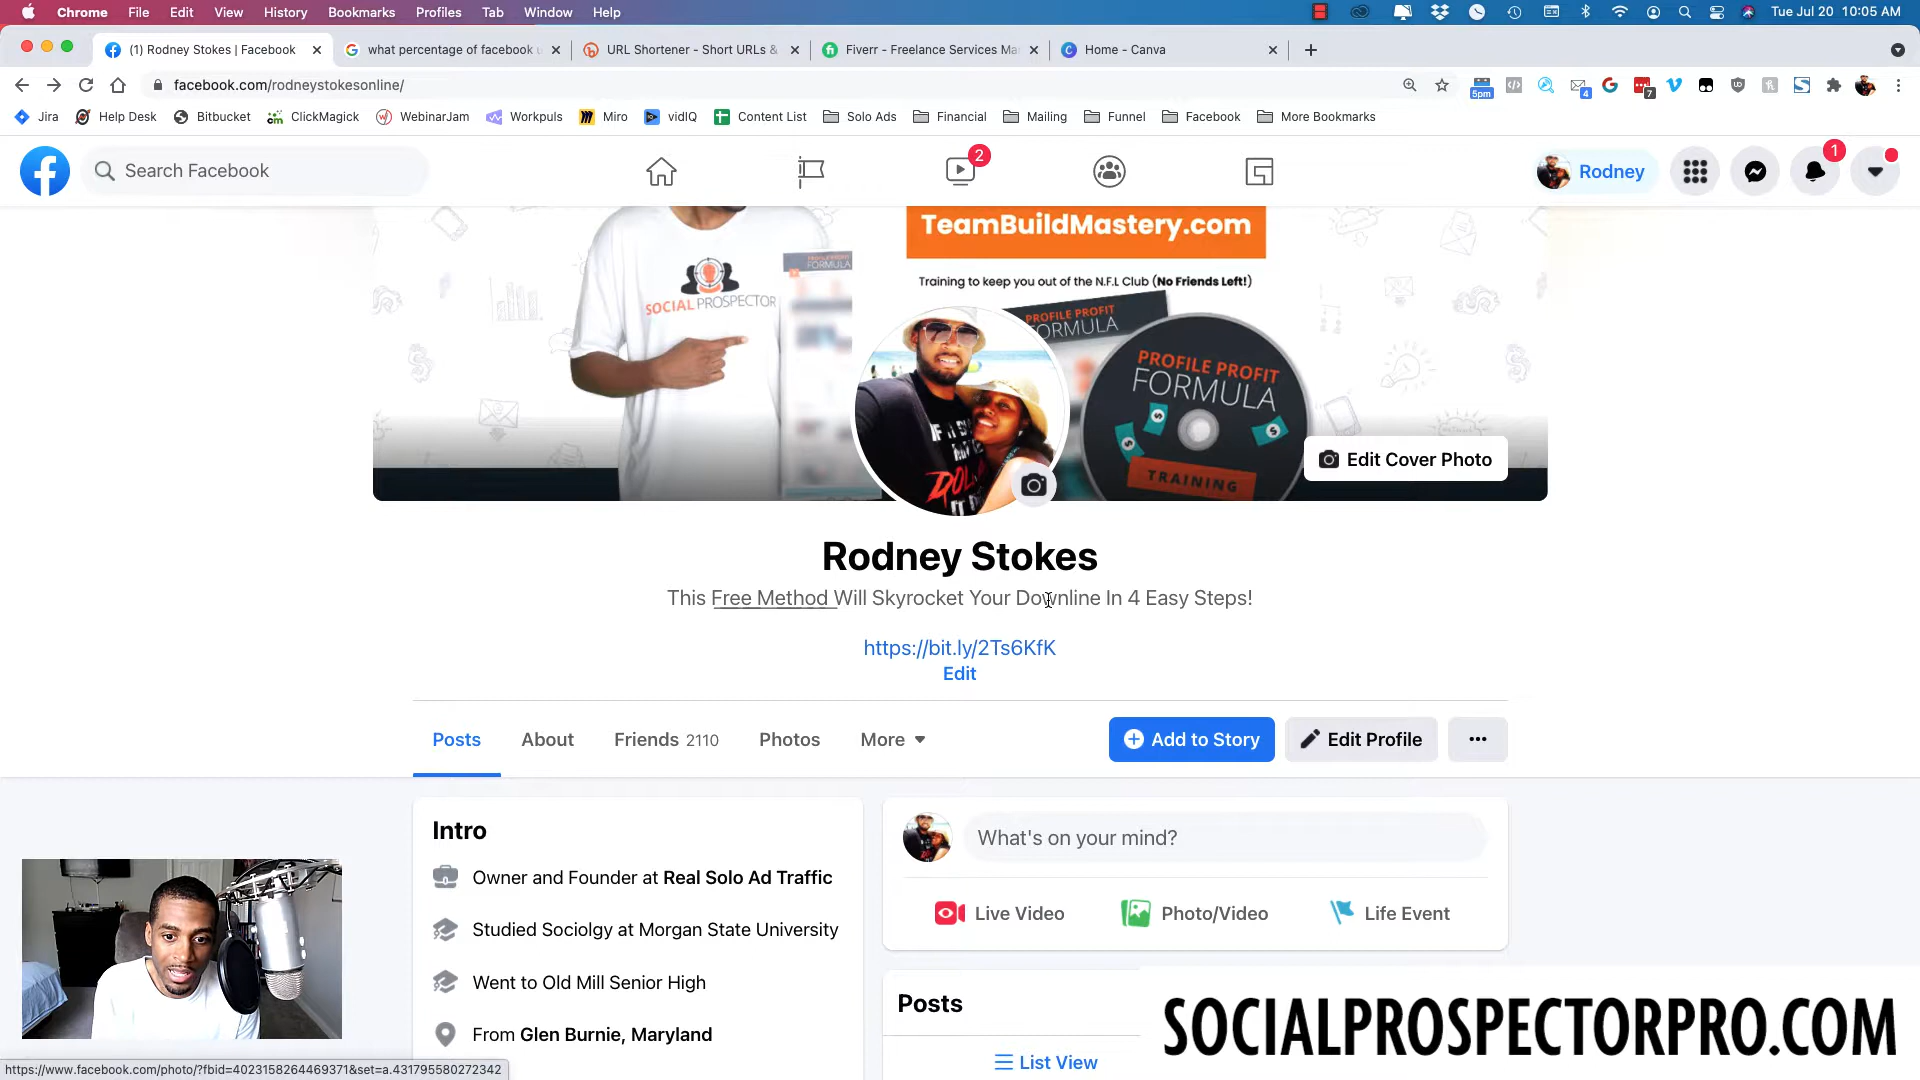 Chrome File Edit View History Bookmarks Profiles Tab Window Help Tue Jul 20 10:05 AM
(1) Rodney Stokes | Facebook what percentage of facebook u URL Shortener - Short URLs & Fiverr - Freelance Services Ma Home - Canva
facebook.com/rodneystokesonline/ 5pm 4 7
Jira Help Desk Bitbucket ClickMagick WebinarJam Workpuls Miro vidIQ Content List Solo Ads Financial Mailing Funnel Facebook More Bookmarks
Search Facebook 2 Rodney 1
TeamBuildMastery.com
Training to keep you out of the N.F.L Club (No Friends Left!)
SOCIAL PROSPECTOR
FORMULA
PROFILE PROFIT
FORMULA
PROFILE PROFIT
FORMULA
TRAINING
Edit Cover Photo
Rodney Stokes
This Free Method Will Skyrocket Your Downline In 4 Easy Steps!
https://bit.ly/2Ts6KfK
Edit
Posts About Friends 2110 Photos More Add to Story Edit Profile
Intro
What's on your mind?
Owner and Founder at Real Solo Ad Traffic
Live Video Photo/Video Life Event
Studied Sociolgy at Morgan State University
Went to Old Mill Senior High
Posts
From Glen Burnie, Maryland
List View
SOCIALPROSPECTORPRO.COM
https://www.facebook.com/photo/?fbid=4023158264469371&set=a.431795580272342